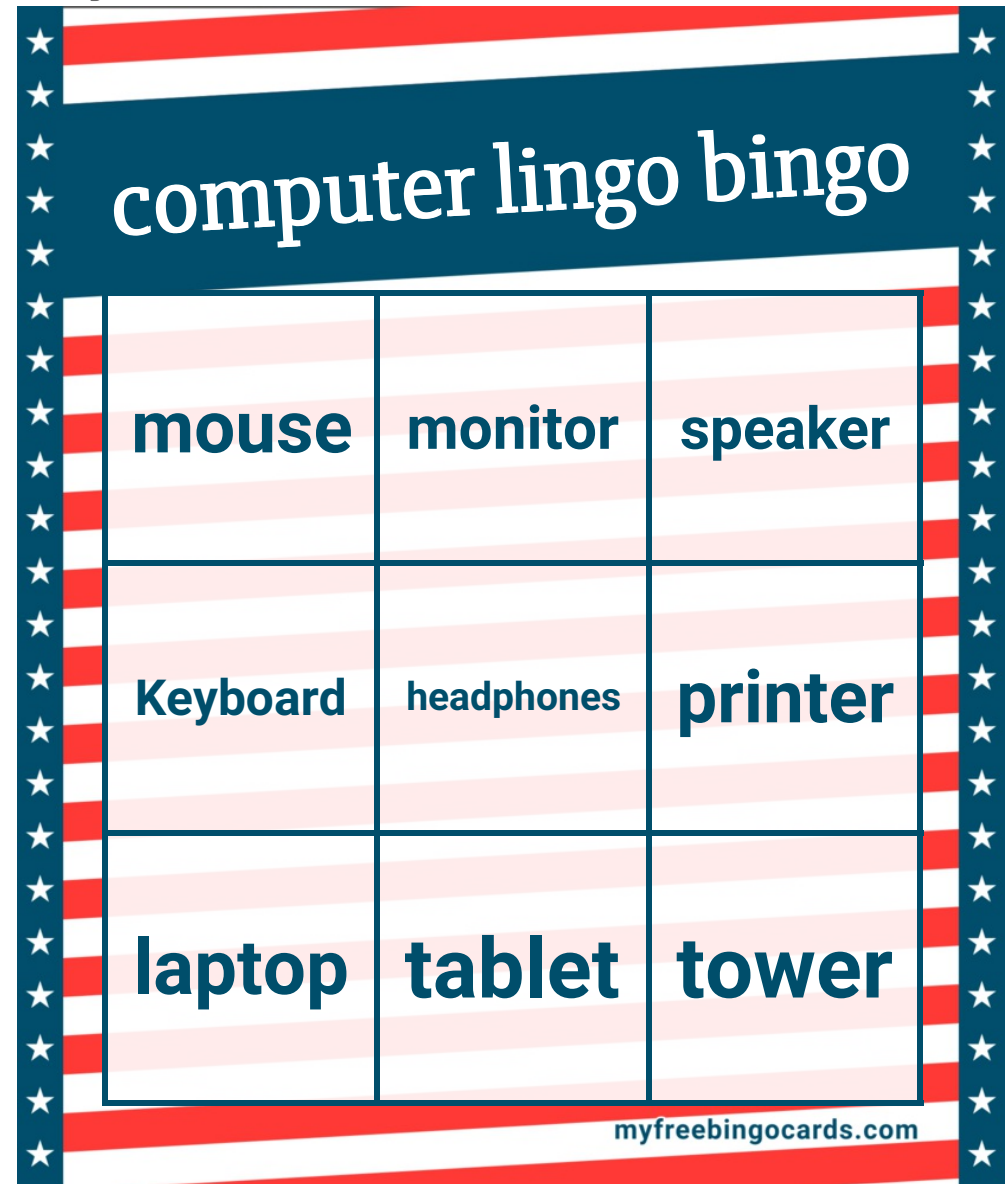 computer lingo bingo
mouse monitor speaker
Keyboard headphones printer
laptop tablet tower
myfreebingocards.com